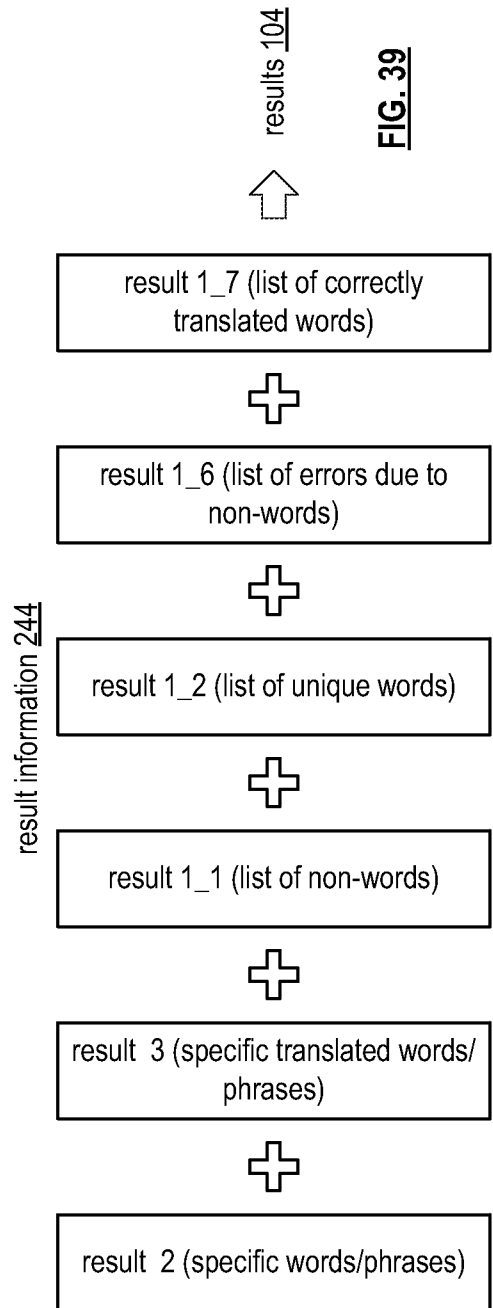 result information 244
result 1_7 (list of correctly
translated words)
result 1_6 (list of errors due to
non-words)
result 1_2 (list of unique words)
result 1_1 (list of non-words)
result 3 (specific translated words/
phrases)
result 2 (specific words/phrases)
results 104
FIG. 39